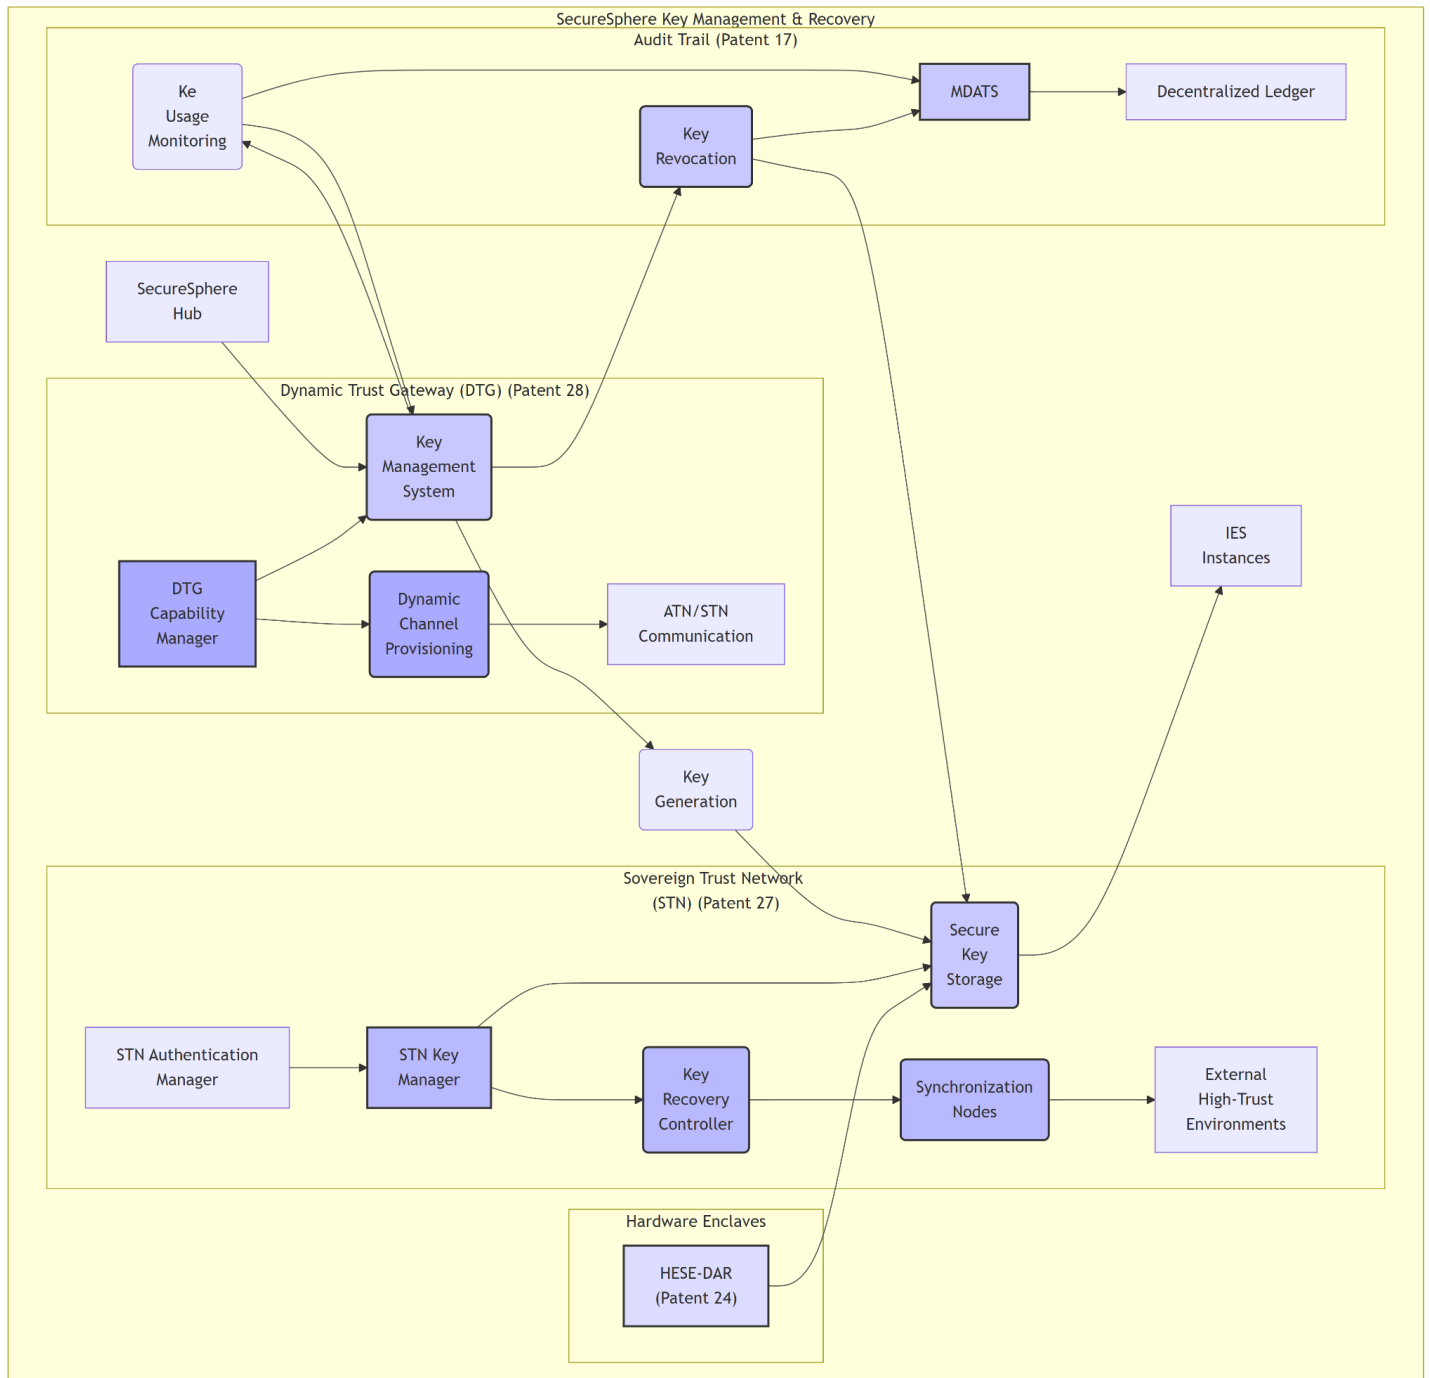 SecureSphere Key Management & Recovery
Audit Trail (Patent 17)
Ke
Usage
Monitoring
Key
Revocation
MDATS
Decentralized Ledger
SecureSphere
Hub
Dynamic Trust Gateway (DTG) (Patent 28)
Key
Management
System
DTG
Capability
Manager
Dynamic
Channel
Provisioning
ATN/STN
Communication
IES
Instances
Key
Generation
Sovereign Trust Network
(STN) (Patent 27)
Secure
Key
Storage
STN Authentication
Manager
STN Key
Manager
Key
Recovery
Controller
Synchronization
Nodes
External
High-Trust
Environments
Hardware Enclaves
HESE-DAR
(Patent 24)